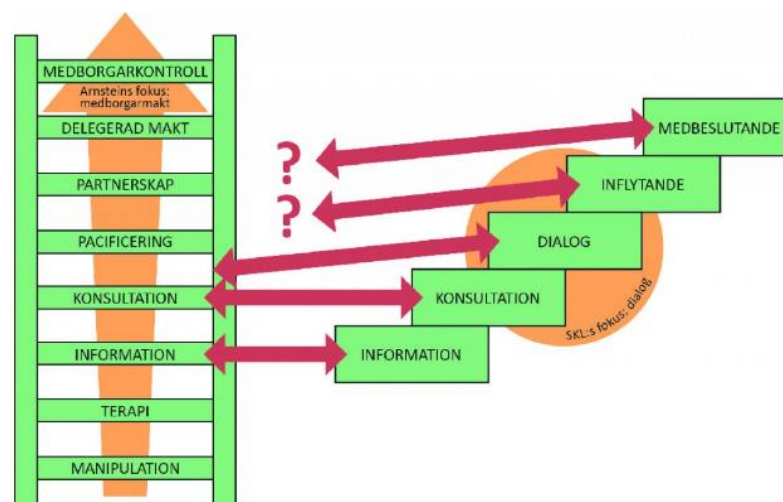 MEDBORGARKONTROLL
Arnsteins fokus:
medborgarmakt
DELEGERAD MAKT
PARTNERSKAP
PACIFICERING
KONSULTATION
INFORMATION
TERAPI
MANIPULATION
?
?
MEDBESLUTANDE
INFLYTANDE
DIALOG
KONSULTATION
INFORMATION
SKL:s fokus: dialog